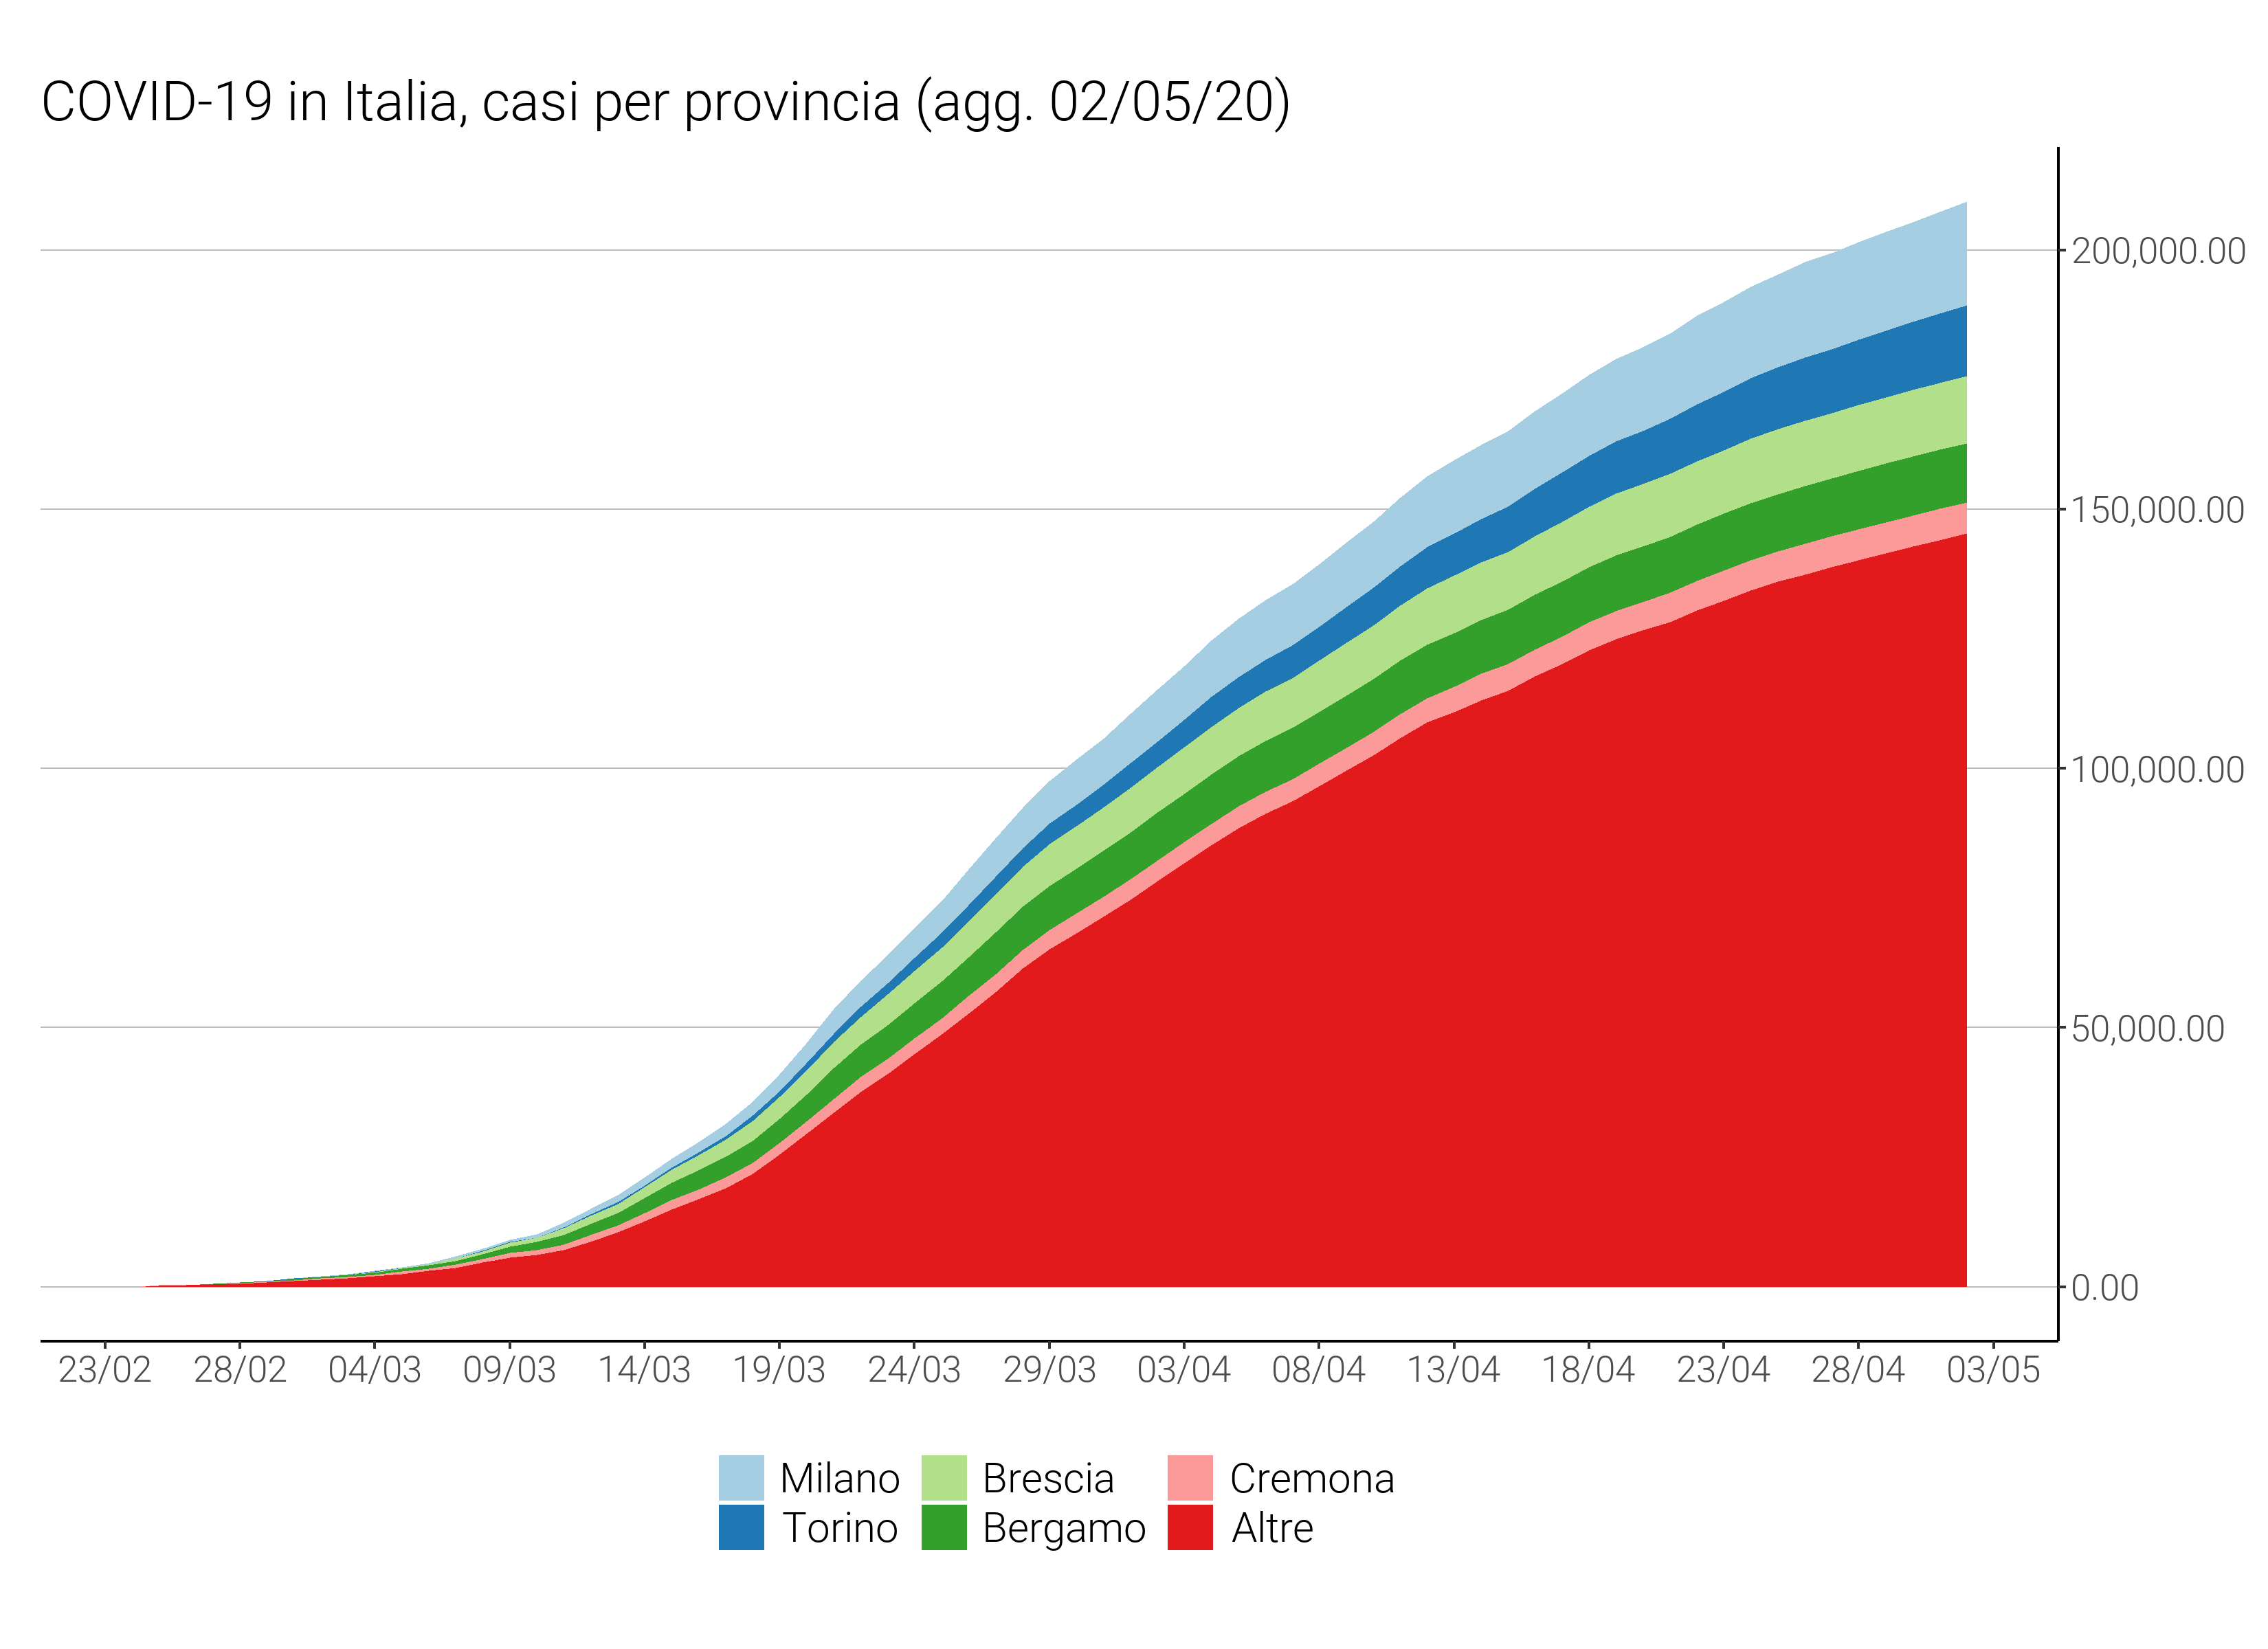 COVID-19 in Italia, casi per provincia (agg. 02/05/20)
200,000.00
150,000.00
100,000.00
50,000.00
0.00
23/02 28/02 04/03 09/03 14/03 19/03 24/03 29/03 03/04 08/04 13/04 18/04 23/04 28/04 03/05
Milano Brescia Cremona
Torino Bergamo Altre